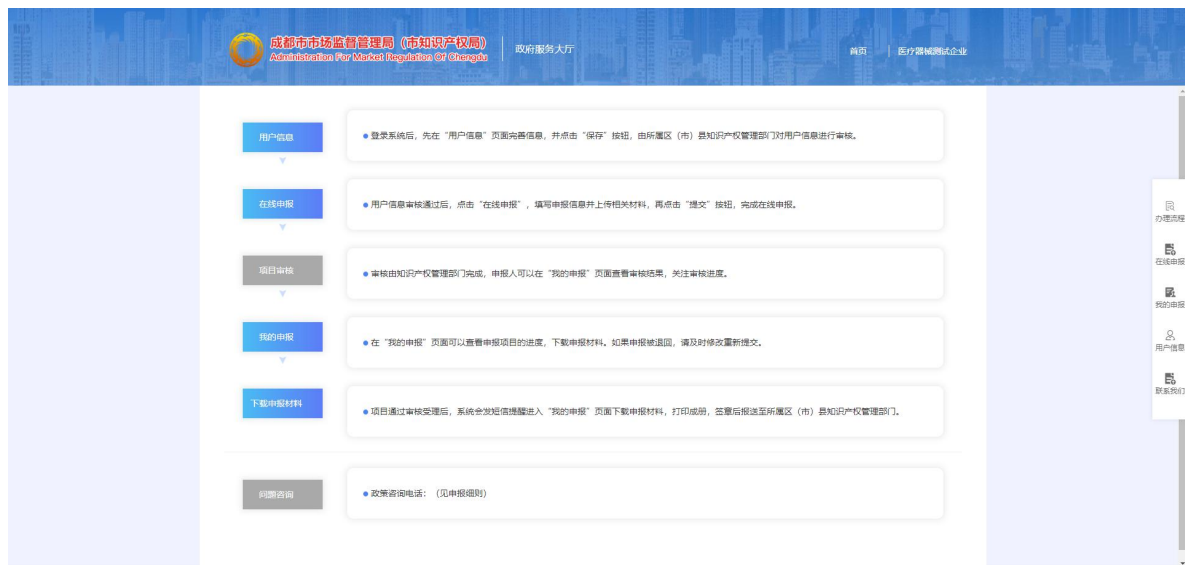 成都市市场监督管理局（市知识产权局）
Administration For Market Regulation Of Chengdu
政府服务大厅
首页
医疗器械测试企业
用户信息
登录系统后，先在“用户信息”页面完善信息，并点击“保存”按钮，由所属区（市）县知识产权管理部门对用户信息进行审核。
在线申报
用户信息审核通过后，点击“在线申报”，填写申报信息并上传相关材料，再点击“提交”按钮，完成在线申报。
项目审核
审核由知识产权管理部门完成，申报人可以在“我的申报”页面查看审核结果，关注审核进度。
我的申报
在“我的申报”页面可以查看申报项目的进度，下载申报材料。如果申报被退回，请及时修改重新提交。
下载申报材料
项目通过审核受理后，系统会发短信提醒进入“我的申报”页面下载申报材料，打印成册，签章后报送至所属区（市）县知识产权管理部门。
问题咨询
政策咨询电话：（见申报细则）
办理流程
在线申报
我的申报
用户信息
联系我们